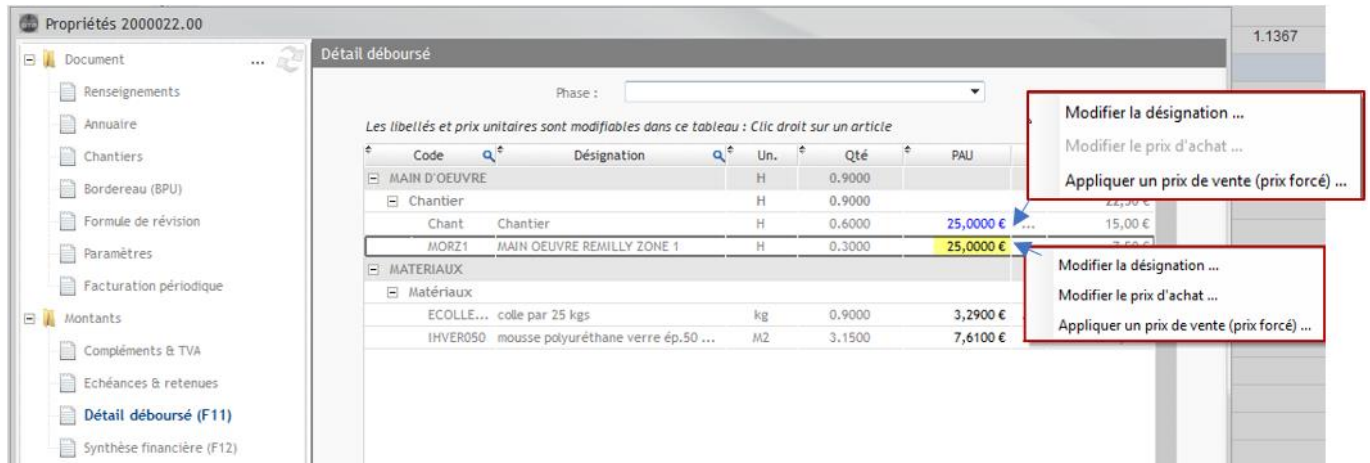 Propriétés 2000022.00
1.1367
Document ...
Renseignements
Annuaire
Chantiers
Bordereau (BPU)
Formule de révision
Paramètres
Facturation périodique
Montants
Compléments & TVA
Echéances & retenues
Détail déboursé (F11)
Synthèse financière (F12)
Détail déboursé
Phase :
Les libellés et prix unitaires sont modifiables dans ce tableau : Clic droit sur un article
Code Désignation Un. Qté PAU
MAIN D'OEUVRE H 0.9000
Chantier H 0.9000 22,50 €
Chant Chantier H 0.6000 25,0000 € ... 15,00 €
MORZ1 MAIN OEUVRE REMILLY ZONE 1 H 0.3000 25,0000 € 7,50 €
MATERIAUX
Matériaux
ECOLLE... colle par 25 kgs kg 0.9000 3,2900 €
IHVER050 mousse polyuréthane verre ép.50 ... M2 3.1500 7,6100 €
Modifier la désignation ...
Modifier le prix d'achat ...
Appliquer un prix de vente (prix forcé) ...
Modifier la désignation ...
Modifier le prix d'achat ...
Appliquer un prix de vente (prix forcé) ...